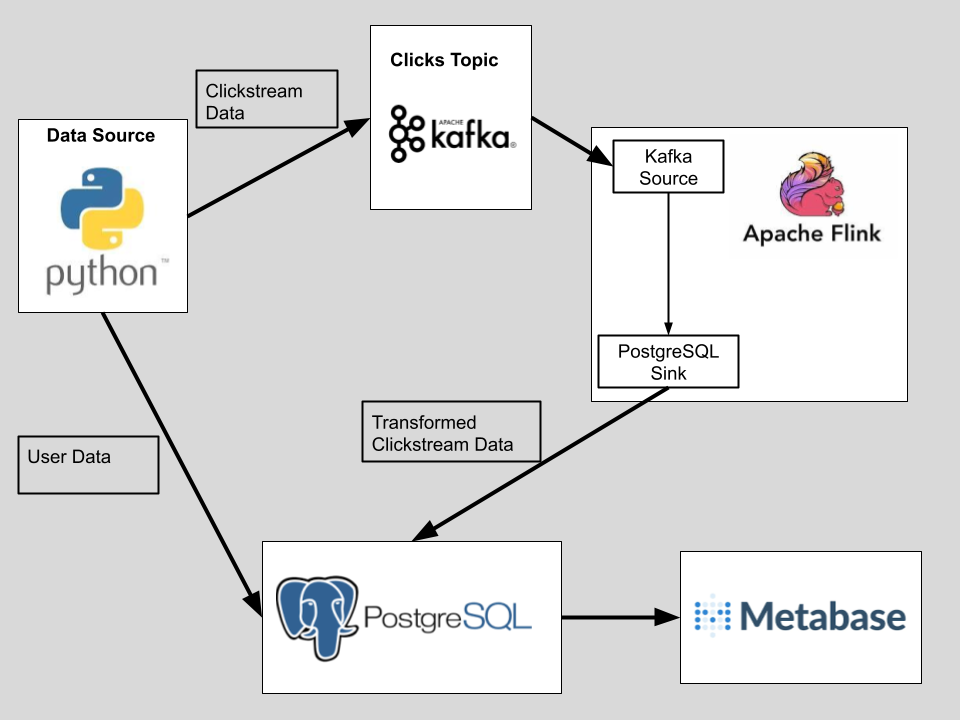 Clicks Topic
Clickstream
Data
APACHE
kafka®
Data Source
python™
Kafka
Source
Apache Flink
PostgreSQL
Sink
Transformed
Clickstream Data
User Data
PostgreSQL
Metabase